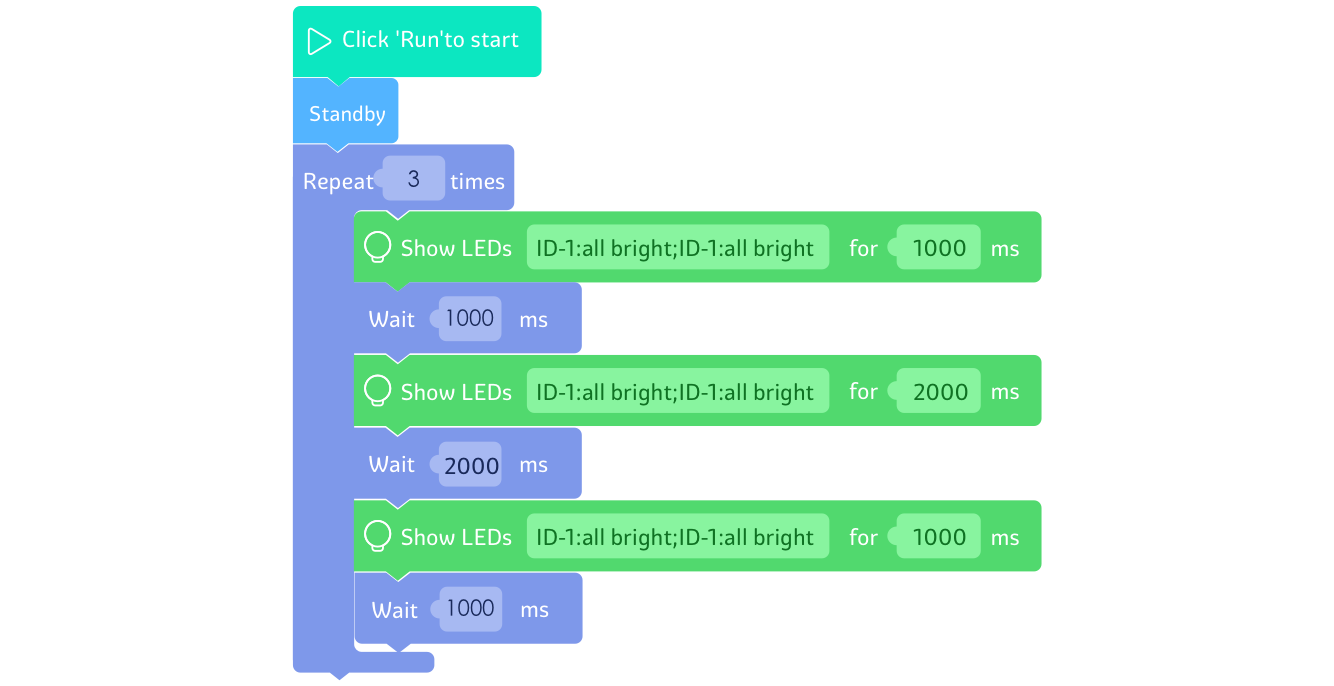 Click 'Run'to start
Standby
Repeat 3 times
Show LEDs ID-1:all bright;ID-1:all bright for 1000 ms
Wait 1000 ms
Show LEDs ID-1:all bright;ID-1:all bright for 2000 ms
Wait 2000 ms
Show LEDs ID-1:all bright;ID-1:all bright for 1000 ms
Wait 1000 ms